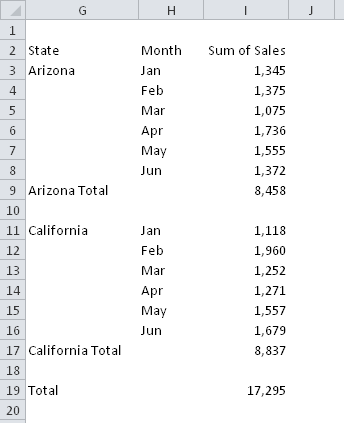 G H I J
1
2 State Month Sum of Sales
3 Arizona Jan 1,345
4 Feb 1,375
5 Mar 1,075
6 Apr 1,736
7 May 1,555
8 Jun 1,372
9 Arizona Total 8,458
10
11 California Jan 1,118
12 Feb 1,960
13 Mar 1,252
14 Apr 1,271
15 May 1,557
16 Jun 1,679
17 California Total 8,837
18
19 Total 17,295
20